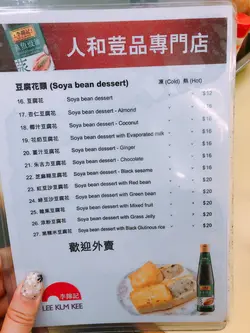 人和荳品專門店
豆腐花類 (Soya bean dessert) 凍 (Cold) 熱 (Hot)
16. 豆腐花 Soya bean dessert
17. 杏仁豆腐花 Soya bean dessert - Almond
18. 椰汁豆腐花 Soya bean dessert - Coconut
19. 花奶豆腐花 Soya bean dessert with Evaporated milk
20. 薑汁豆腐花 Soya bean dessert - Ginger
21. 朱古力豆腐花 Soya bean dessert - Chocolate
22. 芝麻糊豆腐花 Soya bean dessert - Black sesame
23. 紅豆沙豆腐花 Soya bean dessert with Red bean $20
24. 綠豆沙豆腐花 Soya bean dessert with Green bean $20
25. 雜果豆腐花 Soya bean dessert with Mixed fruit $20
26. 涼粉豆腐花 Soya bean dessert with Grass Jelly $20
27. 黑糯米豆腐花 Soya bean dessert with Black Glutinous rice $20
歡迎外賣
李錦記
LEE KUM KEE